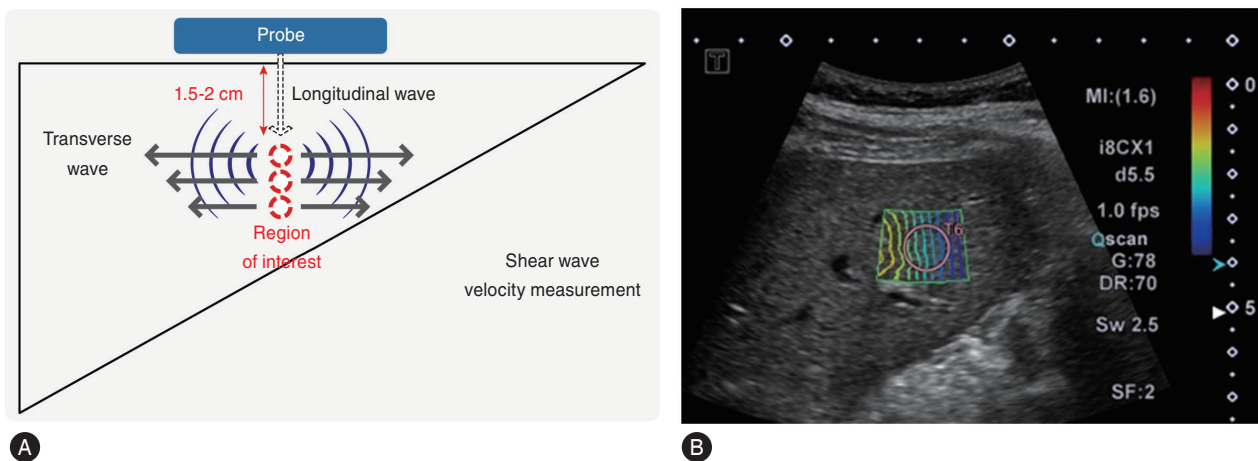 Probe
1.5-2 cm
Longitudinal wave
Transverse
wave
Region
of interest
Shear wave
velocity measurement
A
T
0
MI:(1.6)
i8CX1
d5.5
1.0 fps
Qscan
G:78
DR:70
5
Sw 2.5
SF:2
T6
B